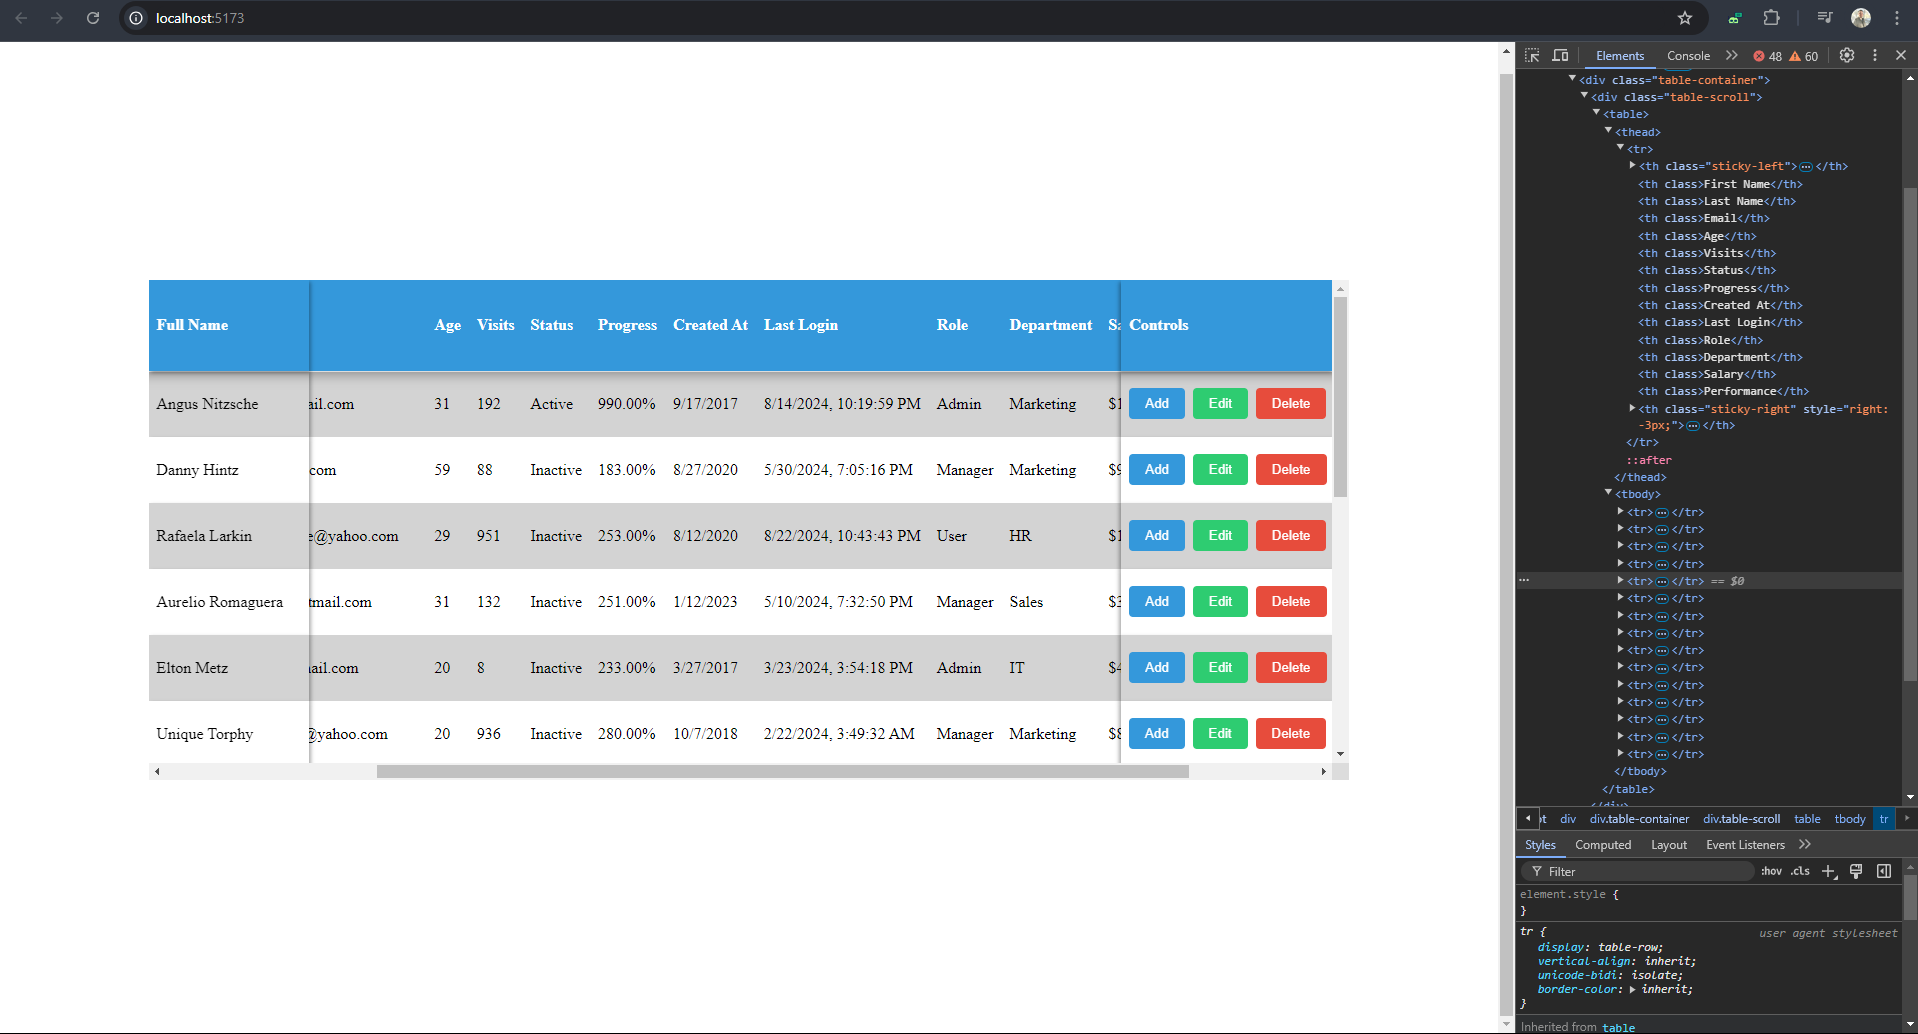 localhost:5173
Full Name Age Visits Status Progress Created At Last Login Role Department Sa Controls
Angus Nitzsche ail.com 31 192 Active 990.00% 9/17/2017 8/14/2024, 10:19:59 PM Admin Marketing $1 Add Edit Delete
Danny Hintz .com 59 88 Inactive 183.00% 8/27/2020 5/30/2024, 7:05:16 PM Manager Marketing $9 Add Edit Delete
Rafaela Larkin e@yahoo.com 29 951 Inactive 253.00% 8/12/2020 8/22/2024, 10:43:43 PM User HR $1 Add Edit Delete
Aurelio Romaguera tmail.com 31 132 Inactive 251.00% 1/12/2023 5/10/2024, 7:32:50 PM Manager Sales $3 Add Edit Delete
Elton Metz ail.com 20 8 Inactive 233.00% 3/27/2017 3/23/2024, 3:54:18 PM Admin IT $4 Add Edit Delete
Unique Torphy @yahoo.com 20 936 Inactive 280.00% 10/7/2018 2/22/2024, 3:49:32 AM Manager Marketing $8 Add Edit Delete
Elements Console 48 60
<div class="table-container">
<div class="table-scroll">
<table>
<thead>
<tr>
<th class="sticky-left">…</th>
<th class>First Name</th>
<th class>Last Name</th>
<th class>Email</th>
<th class>Age</th>
<th class>Visits</th>
<th class>Status</th>
<th class>Progress</th>
<th class>Created At</th>
<th class>Last Login</th>
<th class>Role</th>
<th class>Department</th>
<th class>Salary</th>
<th class>Performance</th>
<th class="sticky-right" style="right:
-3px;">…</th>
</tr>
::after
</thead>
<tbody>
<tr>…</tr>
<tr>…</tr>
<tr>…</tr>
<tr>…</tr>
… <tr>…</tr> == $0
<tr>…</tr>
<tr>…</tr>
<tr>…</tr>
<tr>…</tr>
<tr>…</tr>
<tr>…</tr>
<tr>…</tr>
<tr>…</tr>
<tr>…</tr>
<tr>…</tr>
</tbody>
</table>
</div>
ot div div.table-container div.table-scroll table tbody tr
Styles Computed Layout Event Listeners
Filter :hov .cls
element.style {
}
tr { user agent stylesheet
display: table-row;
vertical-align: inherit;
unicode-bidi: isolate;
border-color: inherit;
}
Inherited from table